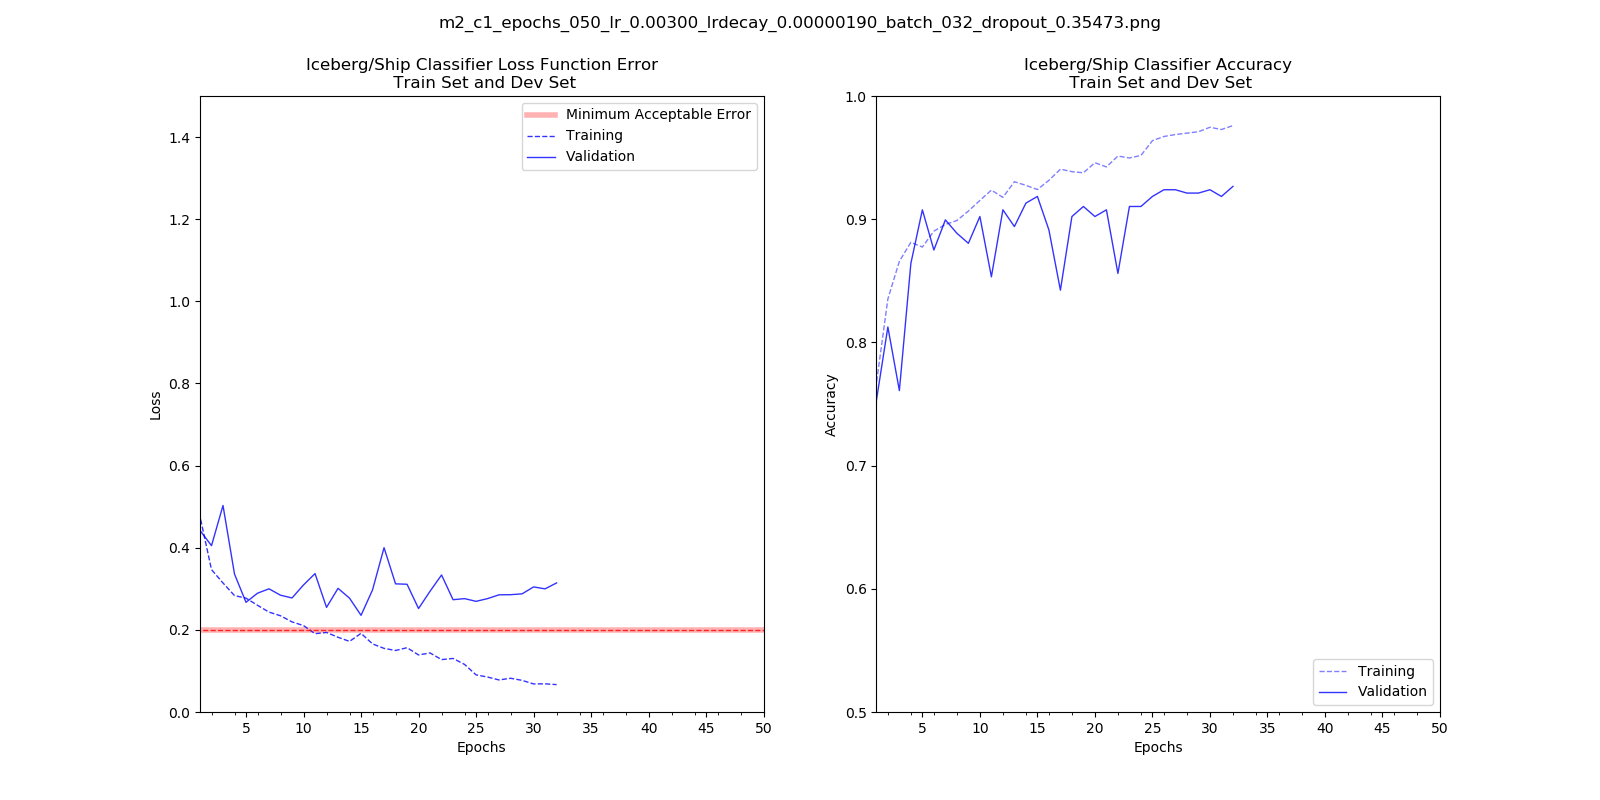 m2_c1_epochs_050_lr_0.00300_lrdecay_0.00000190_batch_032_dropout_0.35473.png
Iceberg/Ship Classifier Loss Function Error
Train Set and Dev Set
Minimum Acceptable Error
Training
Validation
1.4
1.2
1.0
0.8
0.6
0.4
0.2
0.0
Loss
5 10 15 20 25 30 35 40 45 50
Epochs
Iceberg/Ship Classifier Accuracy
Train Set and Dev Set
1.0
0.9
0.8
0.7
0.6
0.5
Accuracy
Training
Validation
5 10 15 20 25 30 35 40 45 50
Epochs